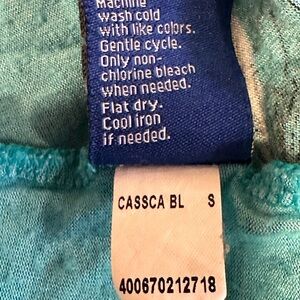 Machine
wash cold
with like colors.
Gentle cycle.
Only non-
chlorine bleach
when needed.
Flat dry.
Cool iron
if needed.
CASSCA BL S
400670212718